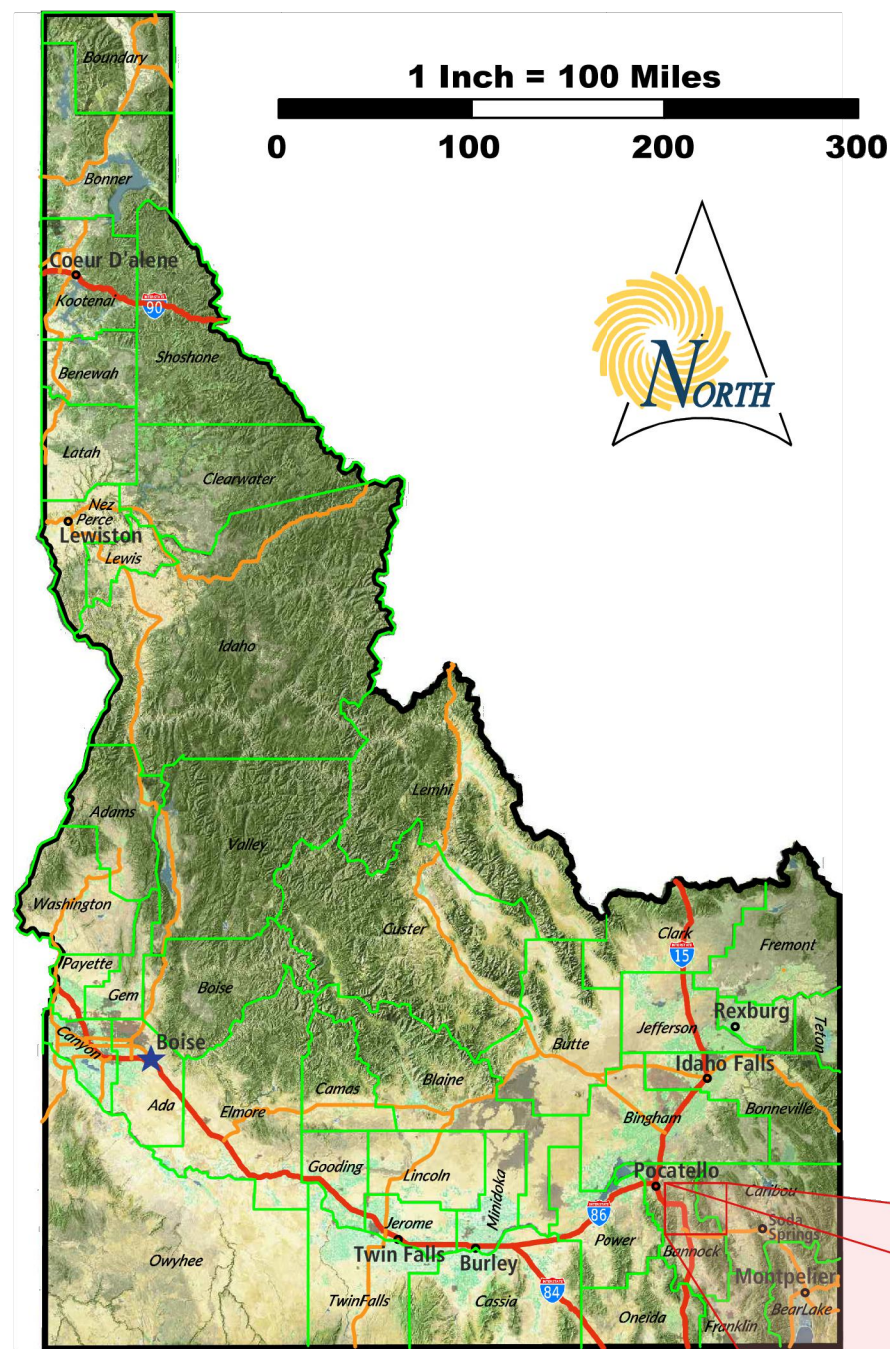 1 Inch = 100 Miles
0 100 200 300
Boundary
Bonner
NORTH
Coeur D'alene
Kootenai
90
Shoshone
Benewah
Latah
Clearwater
Nez
Perce
Lewiston
Lewis
Idaho
Lemhi
Adams
Valley
Washington
Custer
Clark
Fremont
15
Payette
Gem
Boise
Rexburg
Jefferson
Teton
Canyon
Boise
Butte
Idaho Falls
Ada
Elmore
Camas
Blaine
Bingham
Bonneville
Gooding
Lincoln
Minidoka
Pocatello
Caribou
86
Jerome
Twin Falls
Burley
Power
Bannock
Soda
Springs
Owyhee
TwinFalls
Cassia
84
Oneida
Franklin
Montpelier
BearLake